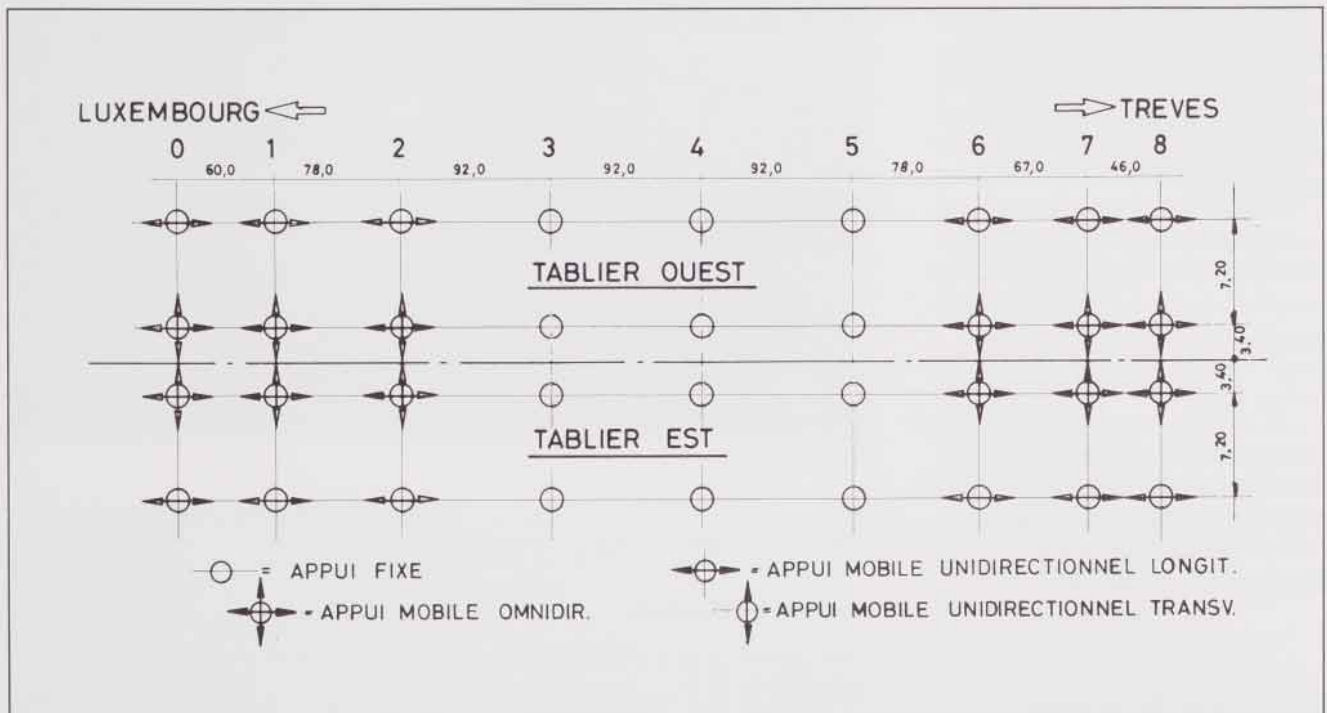 LUXEMBOURG TREVES
0 1 2 3 4 5 6 7 8
60,0 78,0 92,0 92,0 92,0 78,0 67,0 46,0
7,20
TABLIER OUEST
3,40
3,40
TABLIER EST
7,20
= APPUI FIXE
= APPUI MOBILE UNIDIRECTIONNEL LONGIT.
= APPUI MOBILE OMNIDIR.
= APPUI MOBILE UNIDIRECTIONNEL TRANSV.